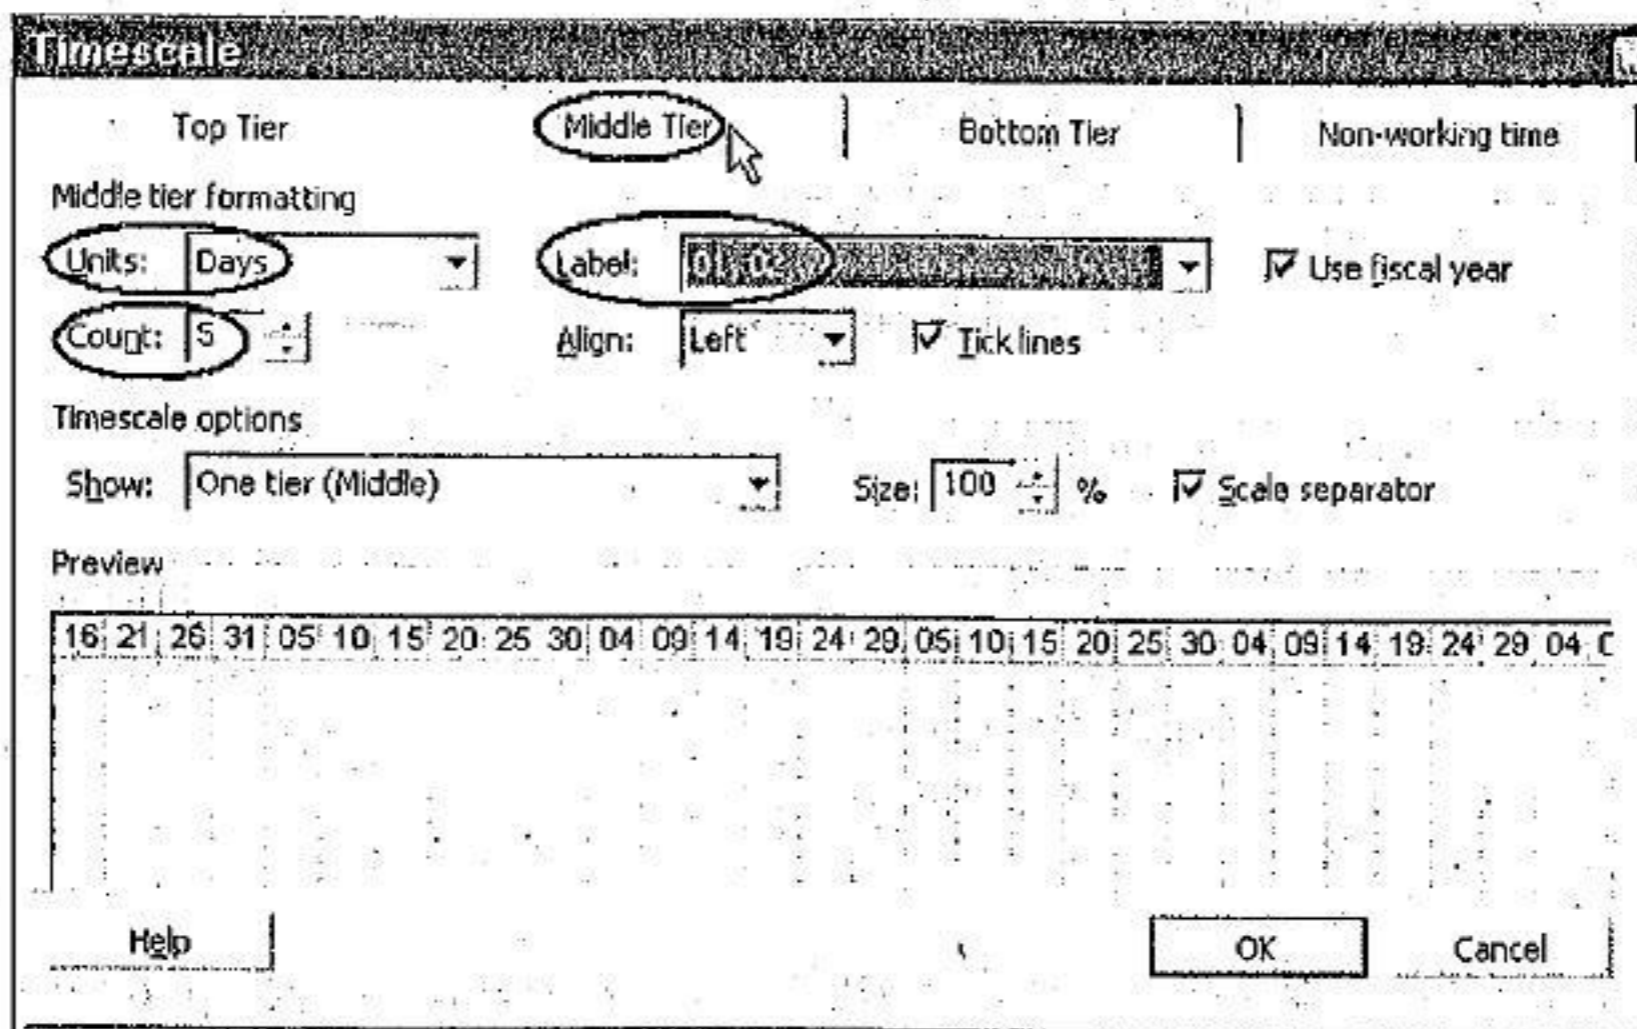 Timescale
Top Tier Middle Tier Bottom Tier Non-working time
Middle tier formatting
Units: Days Label: Use fiscal year
Count: 5 Align: Left Tick lines
Timescale options
Show: One tier (Middle) Size: 100 % Scale separator
Preview
16 21 26 31 05 10 15 20 25 30 04 09 14 19 24 29 05 10 15 20 25 30 04 09 14 19 24 29 04
Help OK Cancel